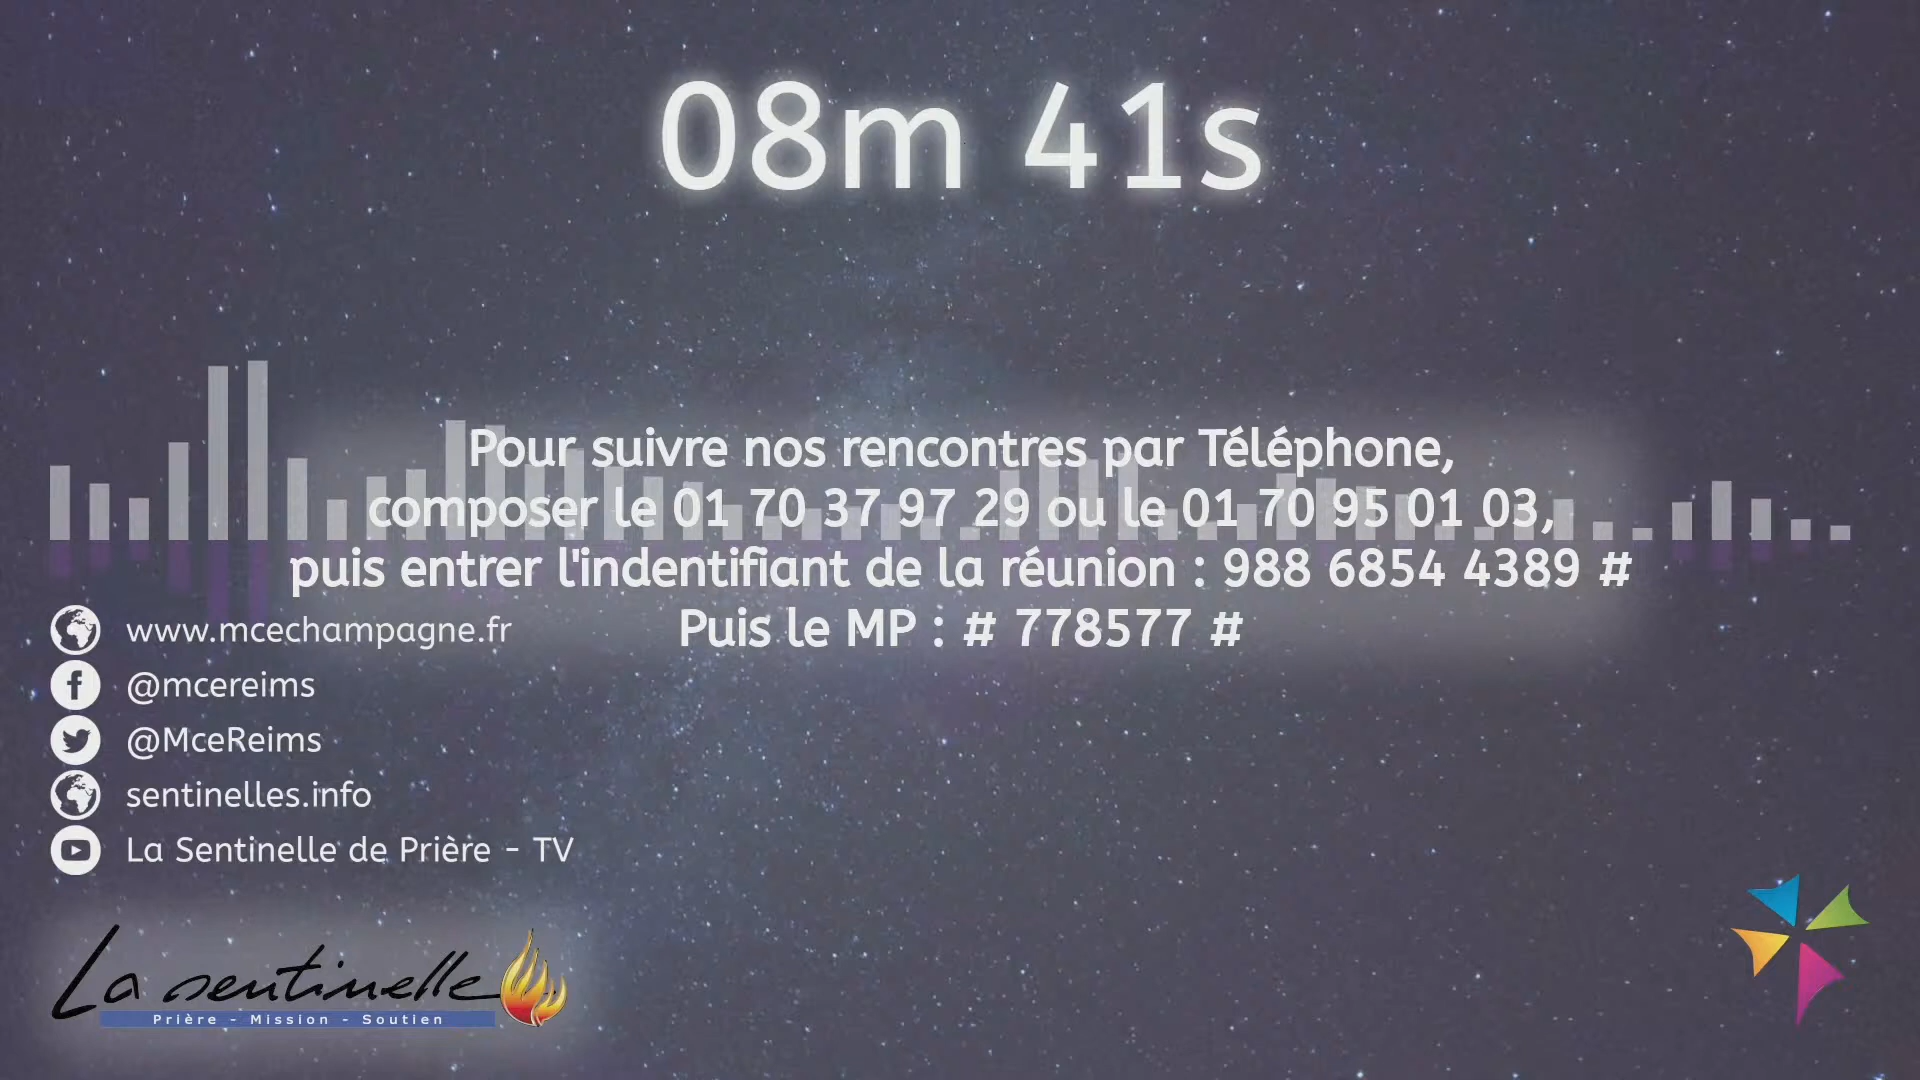 08m 41s
Pour suivre nos rencontres par Téléphone,
composer le 01 70 37 97 29 ou le 01 70 95 01 03,
puis entrer l'indentifiant de la réunion : 988 6854 4389 #
Puis le MP : # 778577 #
www.mcechampagne.fr
@mcereims
@MceReims
sentinelles.info
La Sentinelle de Prière - TV
La sentinelle
Prière - Mission - Soutien